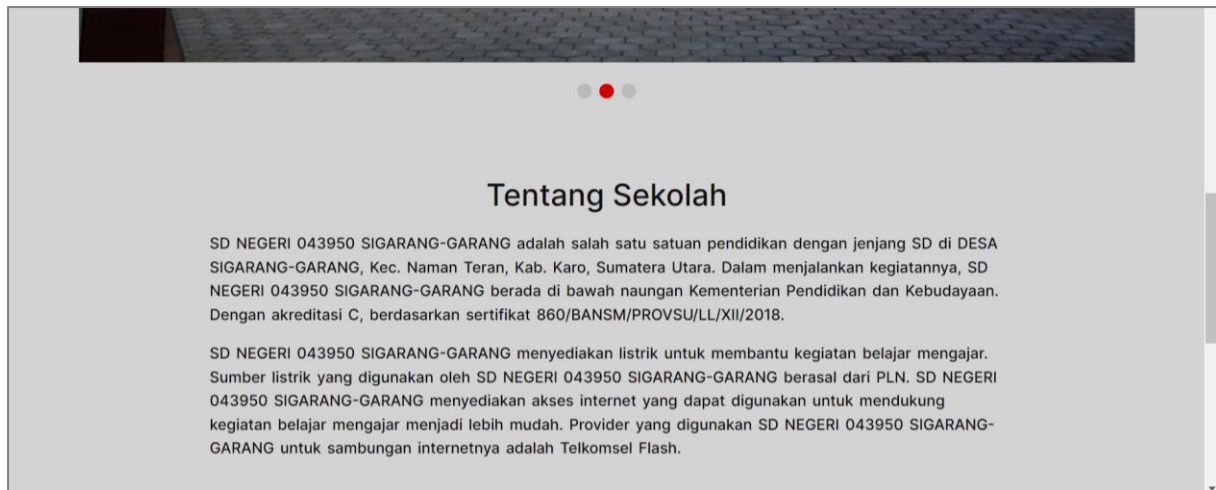 Tentang Sekolah
SD NEGERI 043950 SIGARANG-GARANG adalah salah satu satuan pendidikan dengan jenjang SD di DESA
SIGARANG-GARANG, Kec. Naman Teran, Kab. Karo, Sumatera Utara. Dalam menjalankan kegiatannya, SD
NEGERI 043950 SIGARANG-GARANG berada di bawah naungan Kementerian Pendidikan dan Kebudayaan.
Dengan akreditasi C, berdasarkan sertifikat 860/BANSM/PROVSU/LL/XII/2018.
SD NEGERI 043950 SIGARANG-GARANG menyediakan listrik untuk membantu kegiatan belajar mengajar.
Sumber listrik yang digunakan oleh SD NEGERI 043950 SIGARANG-GARANG berasal dari PLN. SD NEGERI
043950 SIGARANG-GARANG menyediakan akses internet yang dapat digunakan untuk mendukung
kegiatan belajar mengajar menjadi lebih mudah. Provider yang digunakan SD NEGERI 043950 SIGARANG-
GARANG untuk sambungan internetnya adalah Telkomsel Flash.